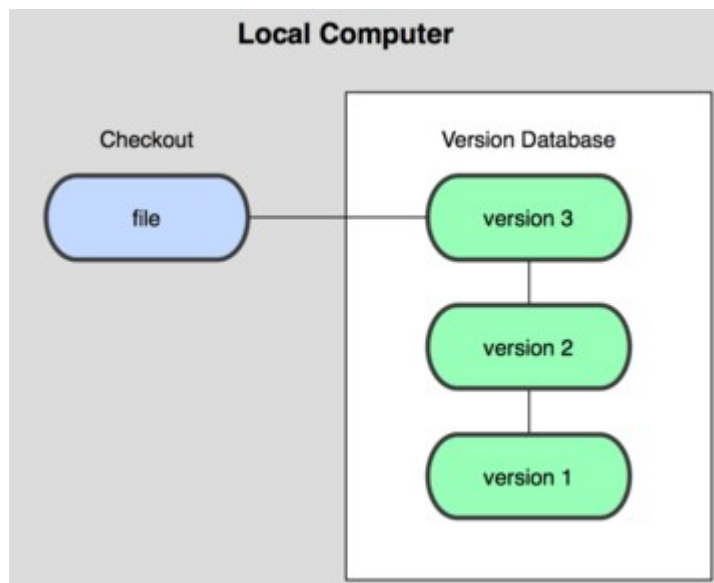 Local Computer
Checkout
Version Database
file
version 3
version 2
version 1